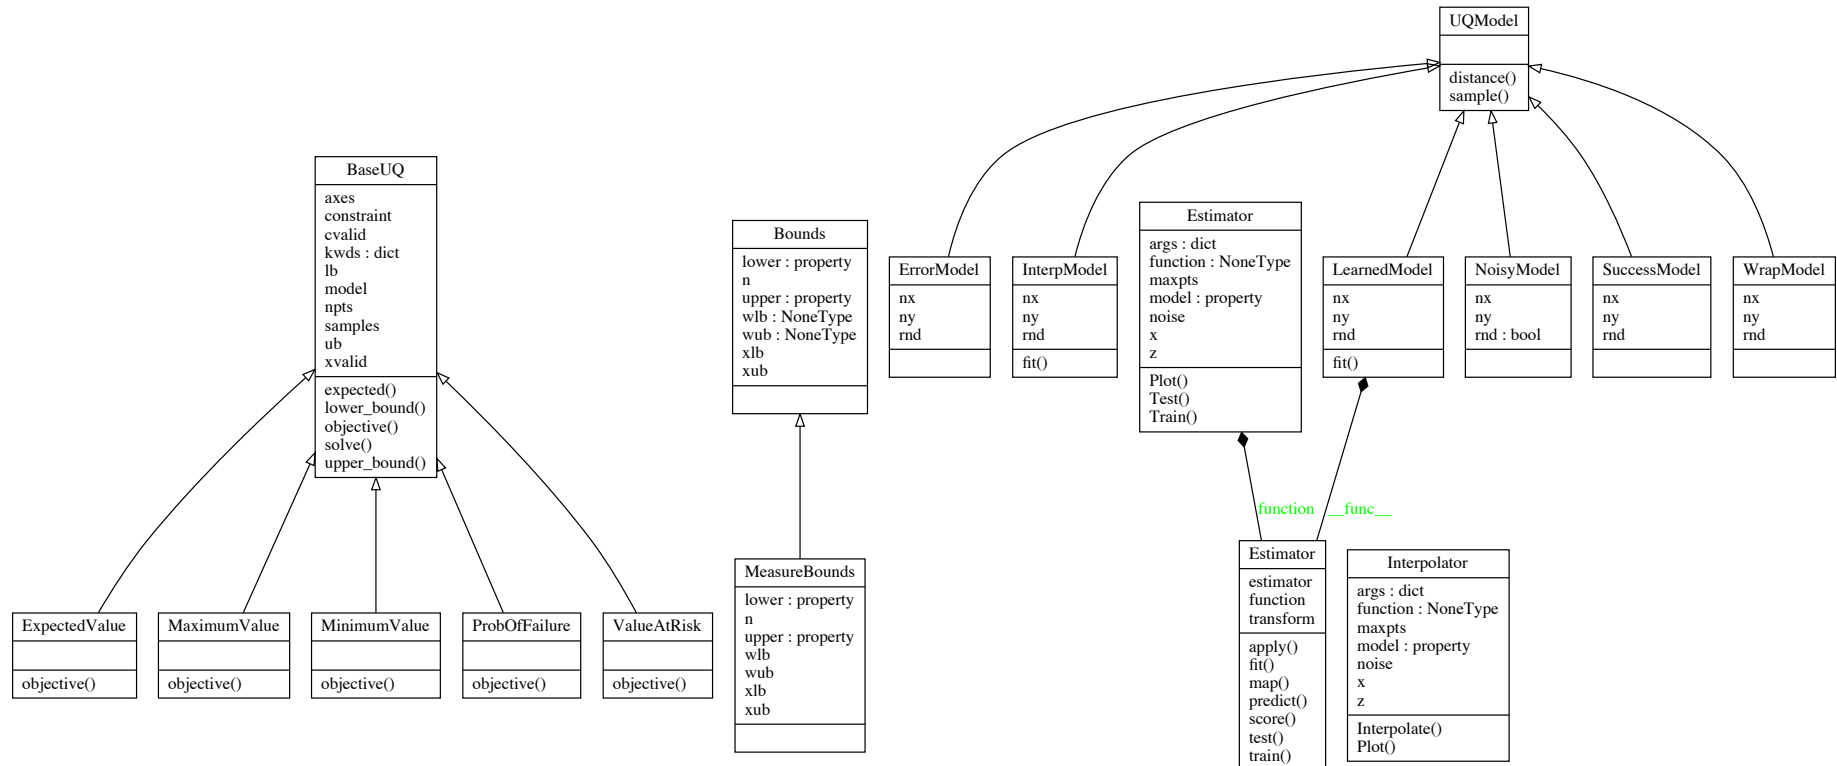 UQModel
distance()
sample()
BaseUQ
axes
constraint
cvalid
kwds : dict
lb
model
npts
samples
ub
xvalid
expected()
lower_bound()
objective()
solve()
upper_bound()
Bounds
lower : property
n
upper : property
wlb : NoneType
wub : NoneType
xlb
xub
ErrorModel
nx
ny
rnd
InterpModel
nx
ny
rnd
fit()
Estimator
args : dict
function : NoneType
maxpts
model : property
noise
x
z
Plot()
Test()
Train()
LearnedModel
nx
ny
rnd
fit()
NoisyModel
nx
ny
rnd : bool
SuccessModel
nx
ny
rnd
WrapModel
nx
ny
rnd
function
__func__
ExpectedValue
objective()
MaximumValue
objective()
MinimumValue
objective()
ProbOfFailure
objective()
ValueAtRisk
objective()
MeasureBounds
lower : property
n
upper : property
wlb
wub
xlb
xub
Estimator
estimator
function
transform
apply()
fit()
map()
predict()
score()
test()
train()
Interpolator
args : dict
function : NoneType
maxpts
model : property
noise
x
z
Interpolate()
Plot()